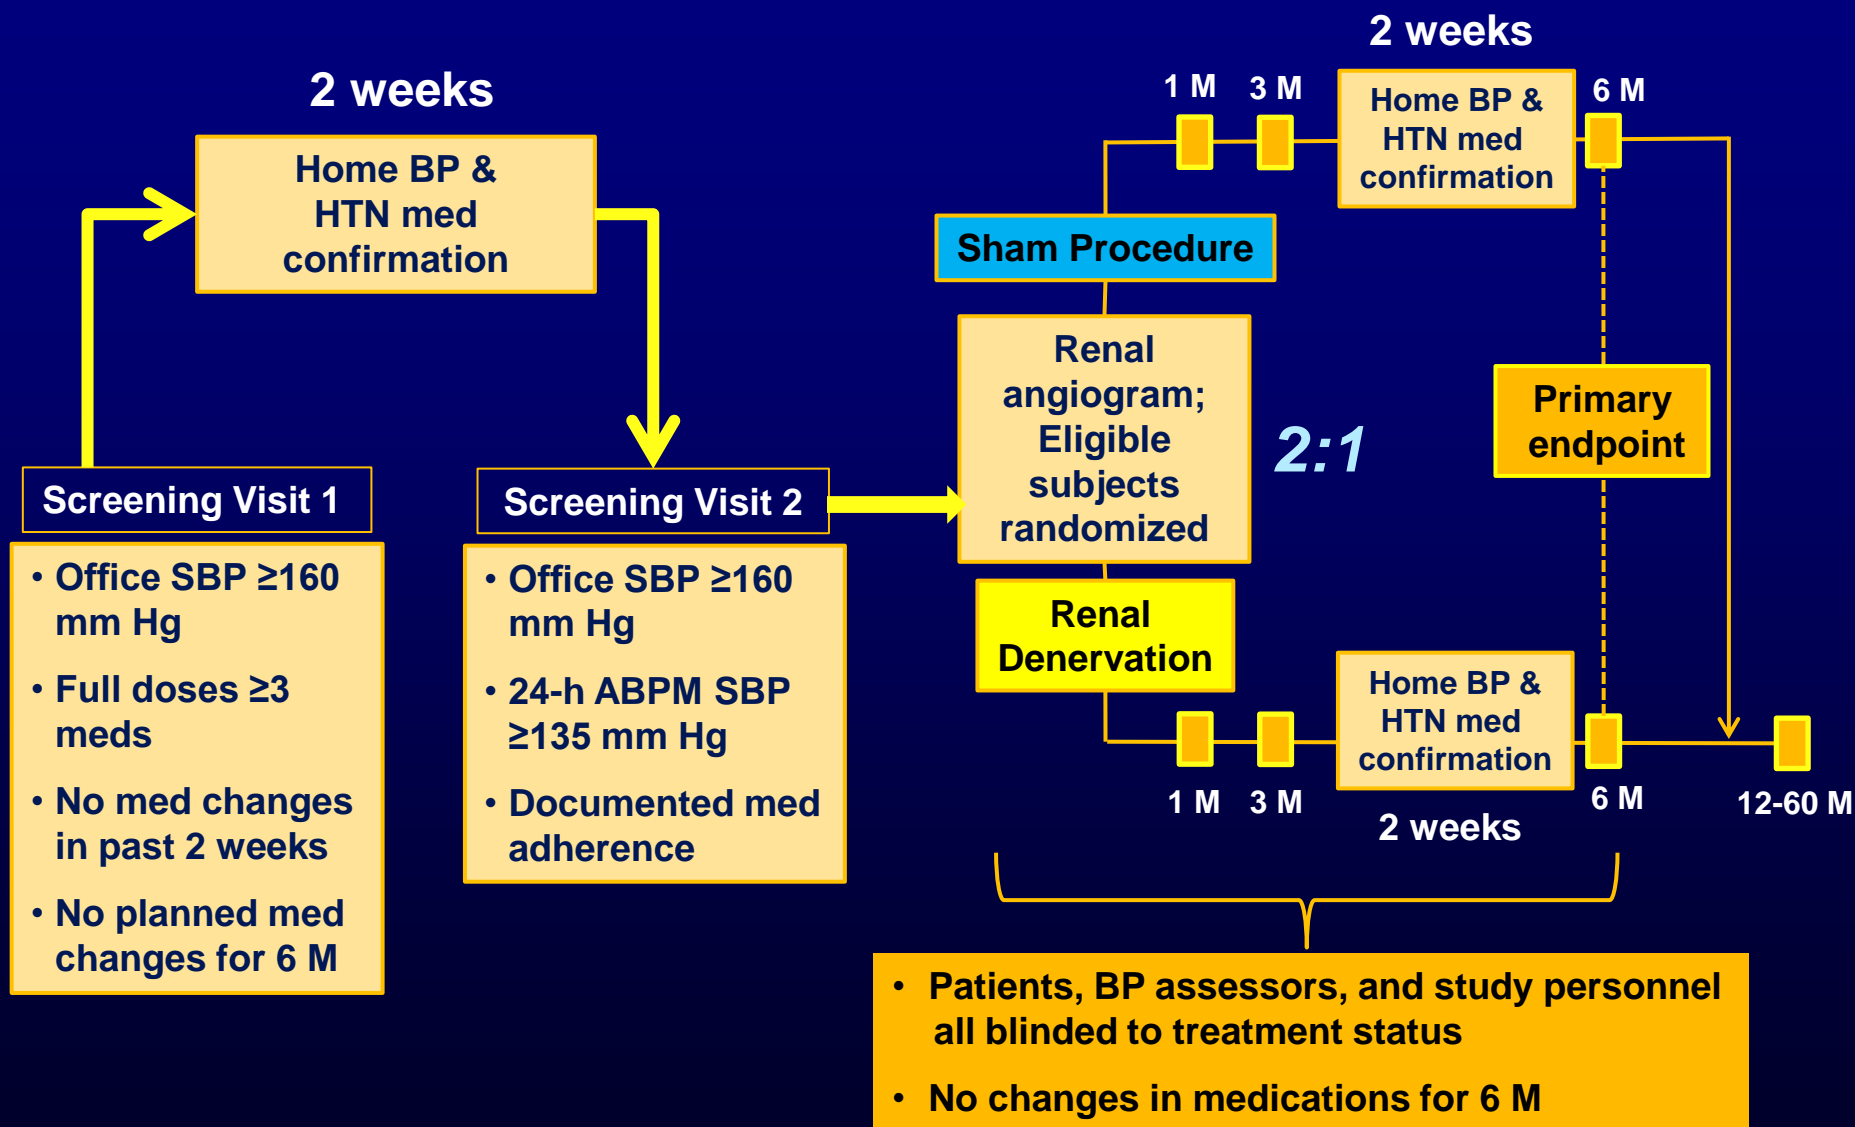 2 weeks
Home BP &
HTN med
confirmation
Screening Visit 1
• Office SBP ≥160
mm Hg
• Full doses ≥3
meds
• No med changes
in past 2 weeks
• No planned med
changes for 6 M
Screening Visit 2
• Office SBP ≥160
mm Hg
• 24-h ABPM SBP
≥135 mm Hg
• Documented med
adherence
Sham Procedure
Renal
angiogram;
Eligible
subjects
randomized
2:1
Renal
Denervation
2 weeks
1 M
3 M
Home BP &
HTN med
confirmation
6 M
Primary
endpoint
Home BP &
HTN med
confirmation
1 M
3 M
2 weeks
6 M
12-60 M
• Patients, BP assessors, and study personnel
all blinded to treatment status
• No changes in medications for 6 M